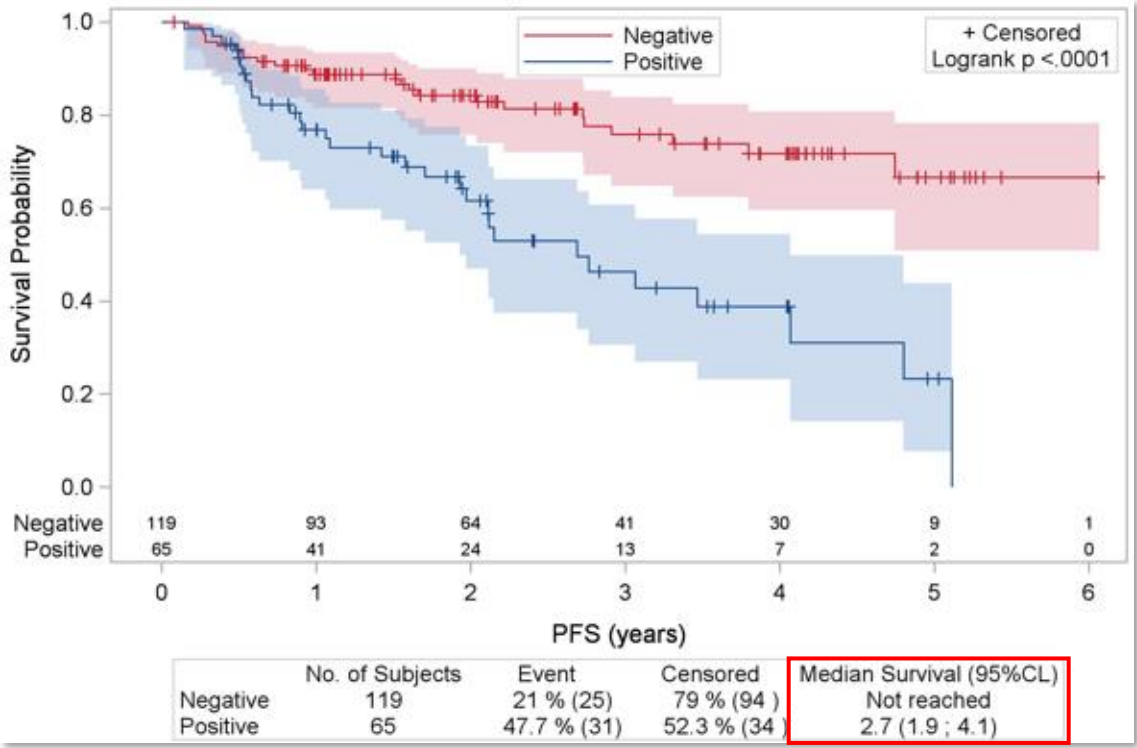 1.0
0.8
0.6
0.4
0.2
0.0
Survival Probability
Negative
Positive
+ Censored
Logrank p <.0001
Negative 119 93 64 41 30 9 1
Positive 65 41 24 13 7 2 0
0 1 2 3 4 5 6
PFS (years)
No. of Subjects Event Censored Median Survival (95%CL)
Negative 119 21 % (25) 79 % (94 ) Not reached
Positive 65 47.7 % (31) 52.3 % (34 ) 2.7 (1.9 ; 4.1)